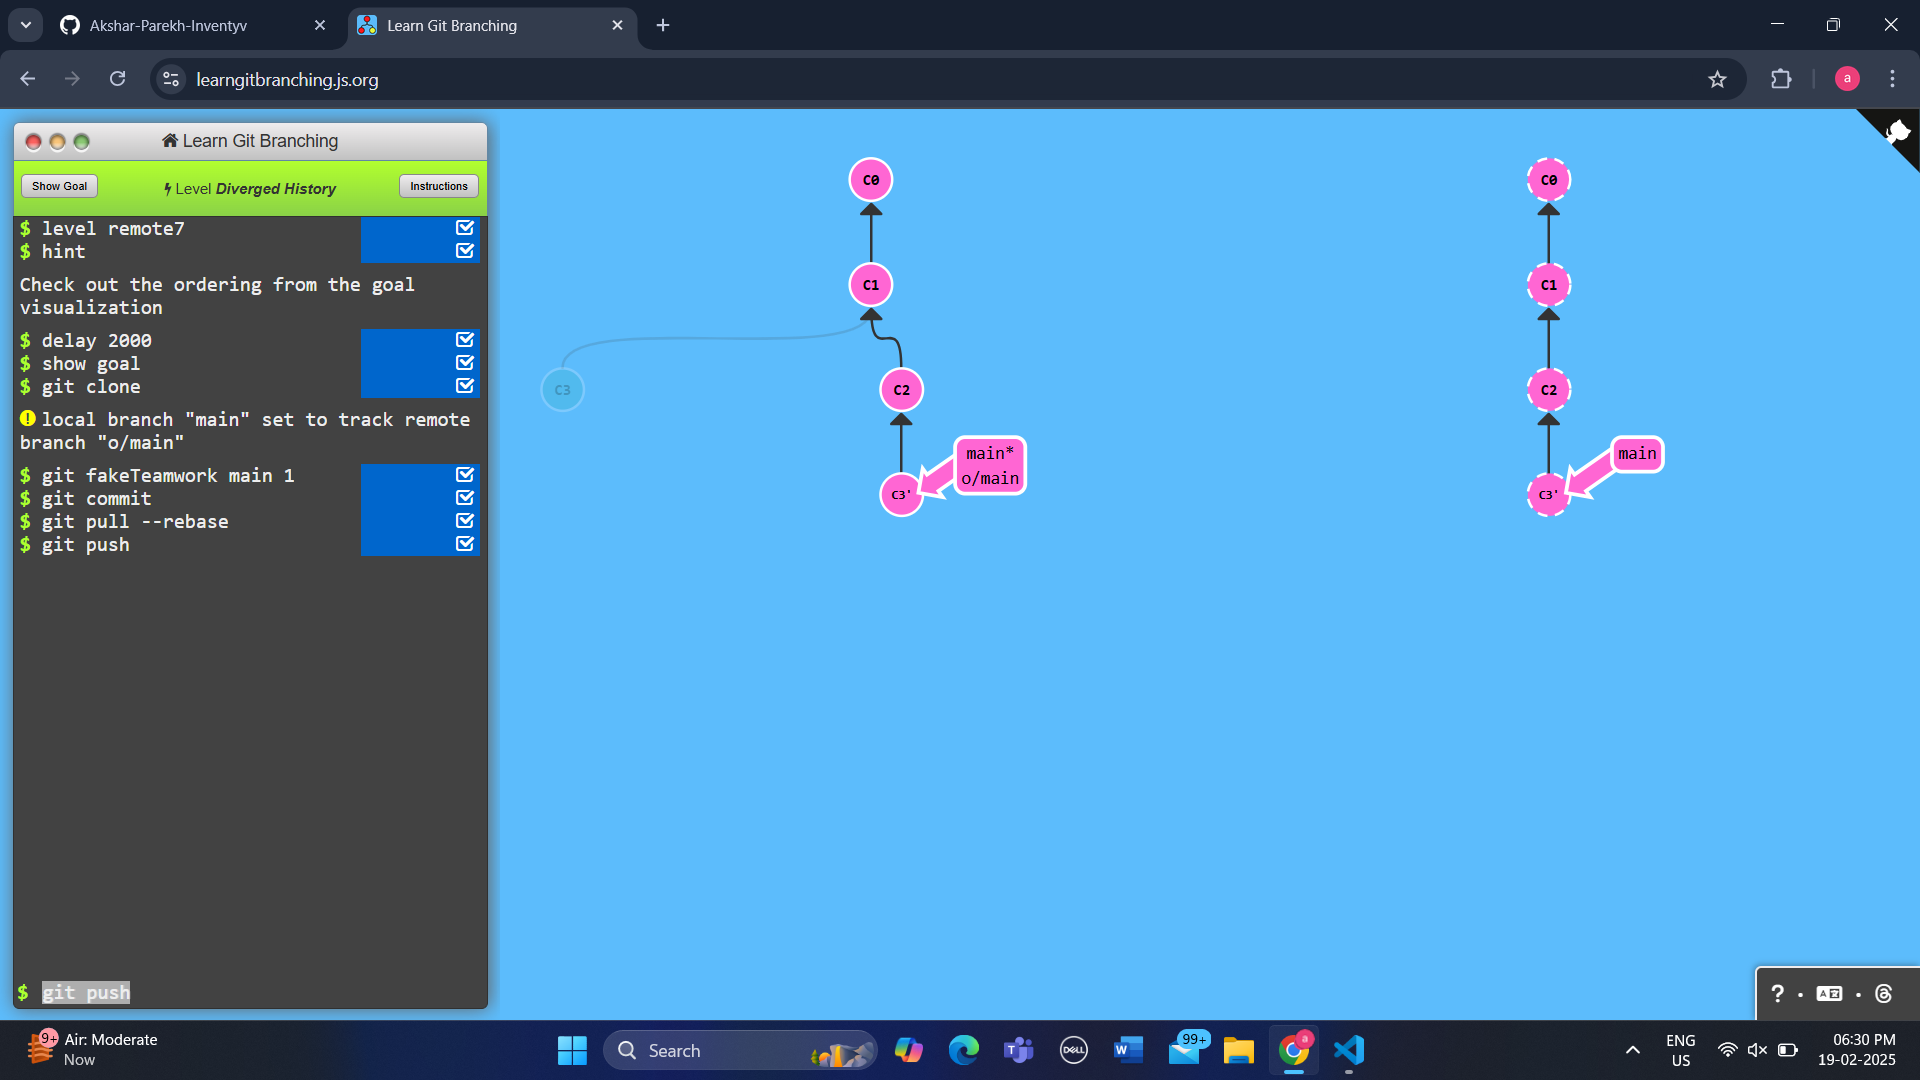 Akshar-Parekh-Inventyv
Learn Git Branching
learngitbranching.js.org
a
Learn Git Branching
Show Goal
Level Diverged History
Instructions
$ level remote7
$ hint
Check out the ordering from the goal
visualization
$ delay 2000
$ show goal
$ git clone
local branch "main" set to track remote
branch "o/main"
$ git fakeTeamwork main 1
$ git commit
$ git pull --rebase
$ git push
$ git push
C0
C1
C3
C2
main*
o/main
C3'
C0
C1
C2
main
C3'
?
9+
Air: Moderate
Now
Search
DELL
99+
a
ENG
US
06:30 PM
19-02-2025